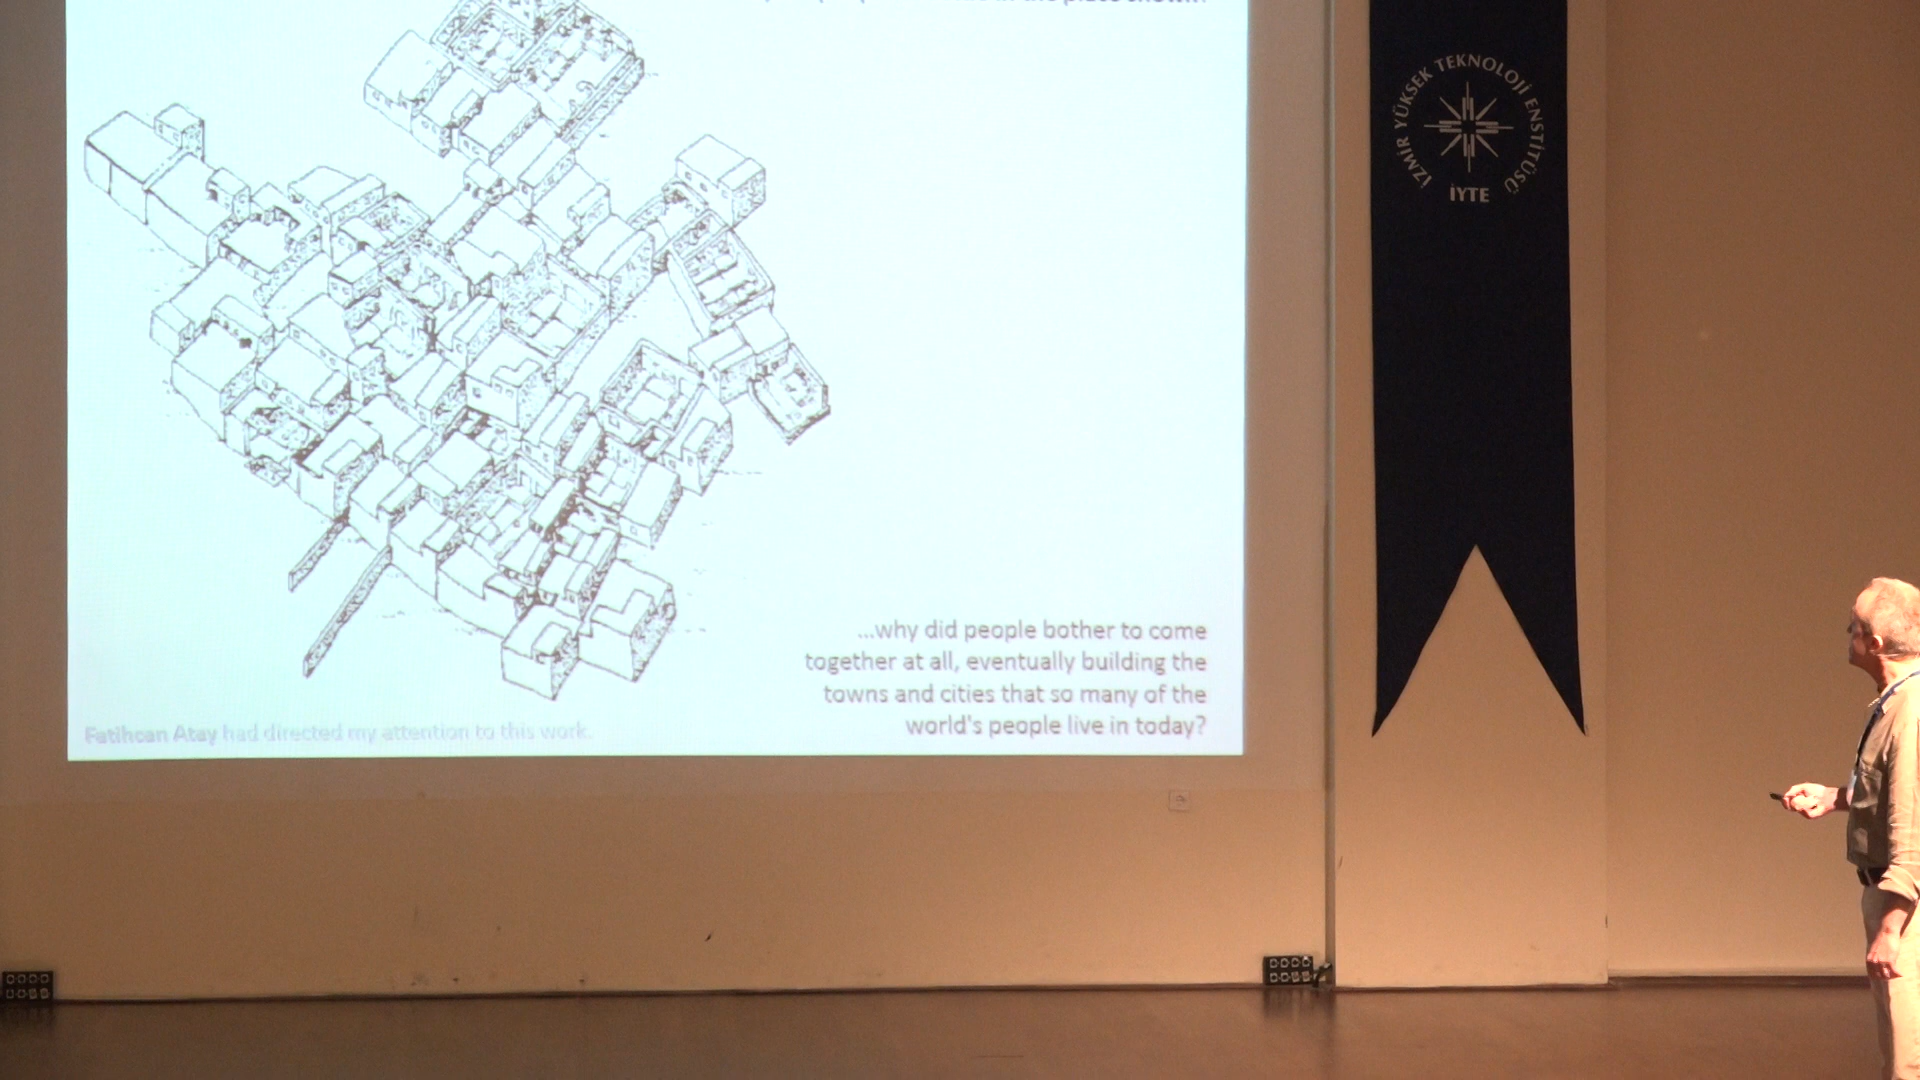 ...why did people bother to come
together at all, eventually building the
towns and cities that so many of the
world's people live in today?
Fatihcan Atay had directed my attention to this work.
İZMİR YÜKSEK TEKNOLOJİ ENSTİTÜSÜ
İYTE